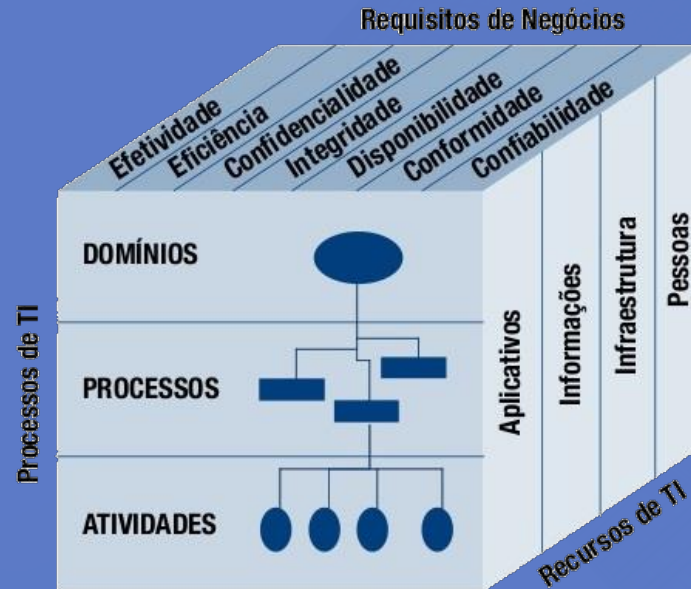 Requisitos de Negócios
Efetividade
Eficiência
Confidencialidade
Integridade
Disponibilidade
Conformidade
Confiabilidade
Processos de TI
DOMÍNIOS
PROCESSOS
ATIVIDADES
Aplicativos
Informações
Infraestrutura
Pessoas
Recursos de TI